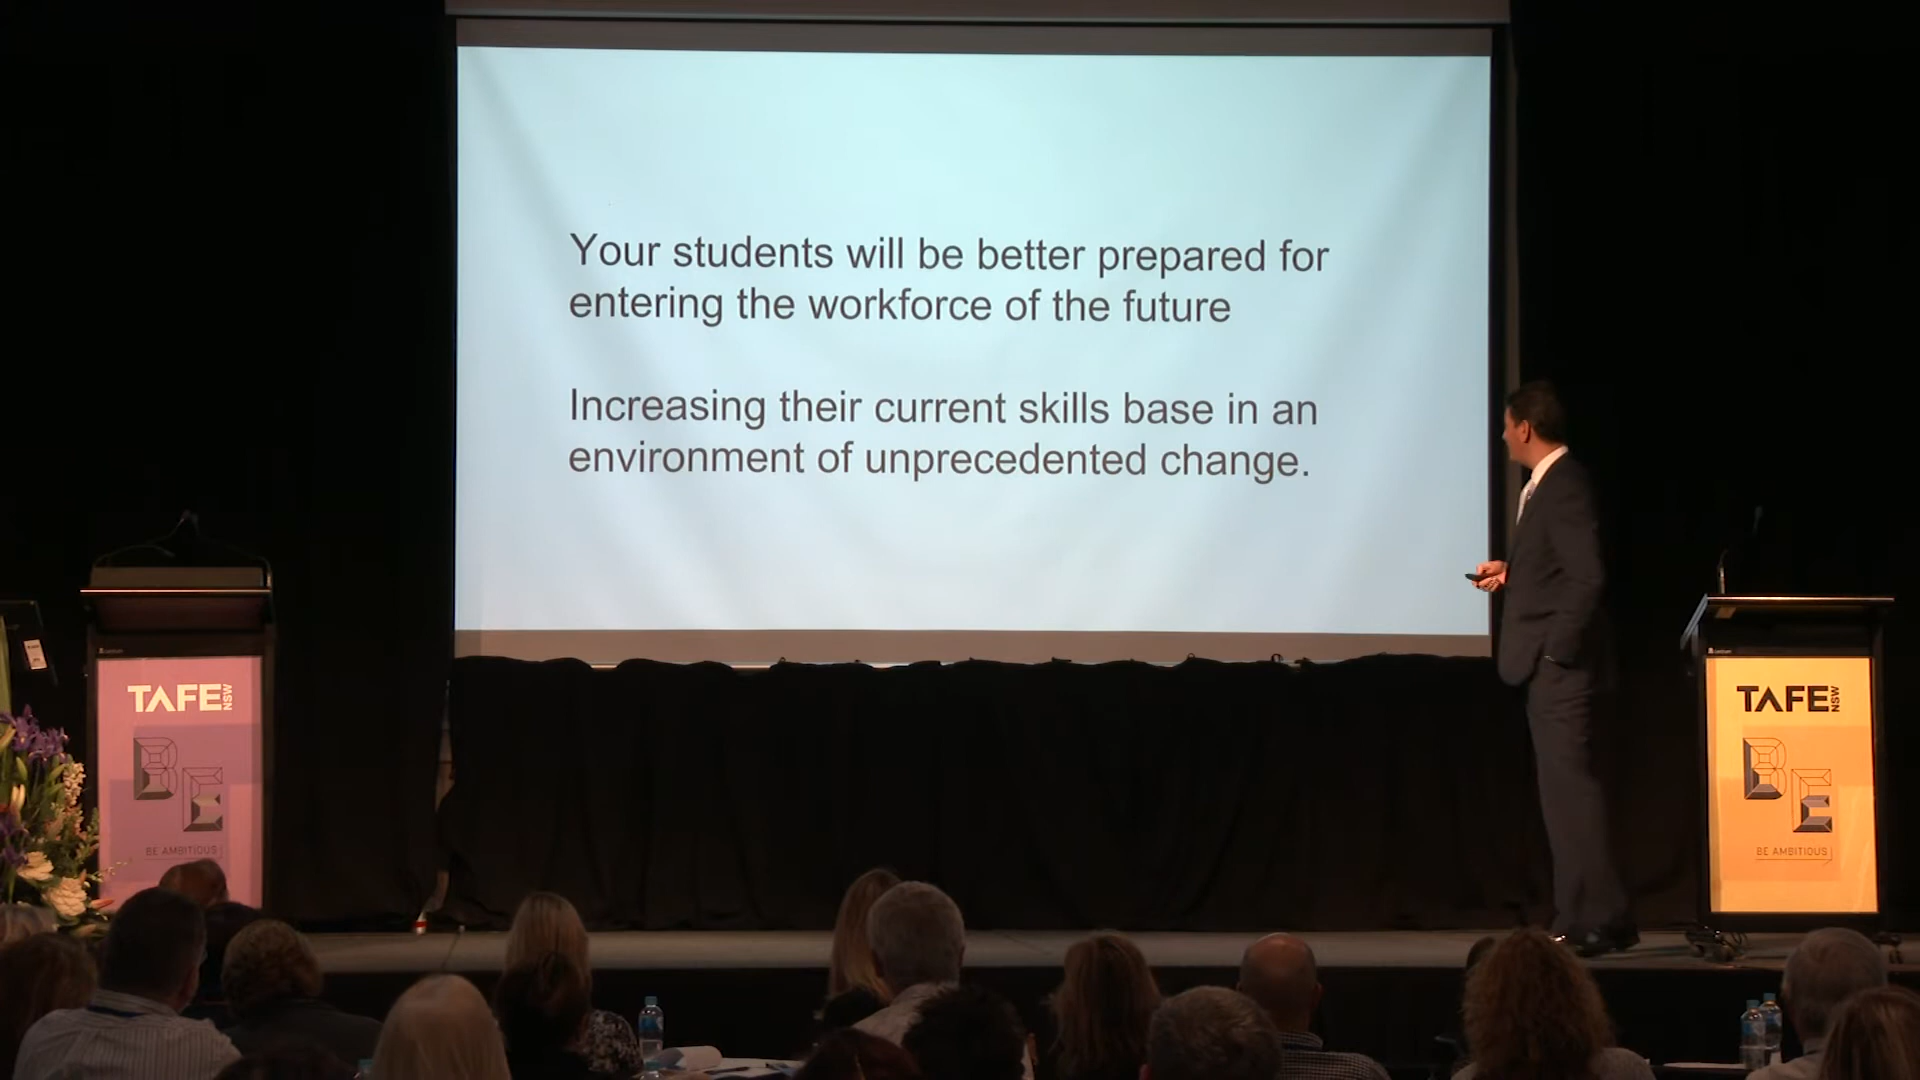 Your students will be better prepared for
entering the workforce of the future
Increasing their current skills base in an
environment of unprecedented change.
TAFE NSW
BE
BE AMBITIOUS
TAFE NSW
BE
BE AMBITIOUS